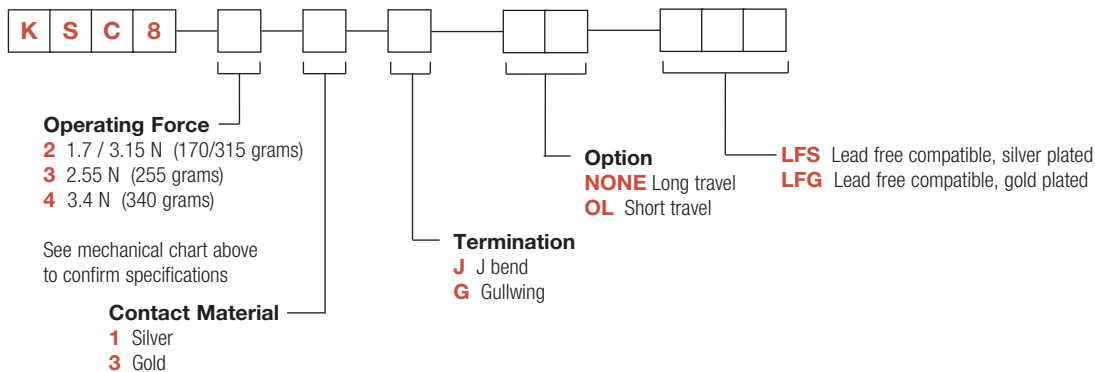 K S C 8
Operating Force
2 1.7 / 3.15 N (170/315 grams)
3 2.55 N (255 grams)
4 3.4 N (340 grams)
See mechanical chart above
to confirm specifications
Contact Material
1 Silver
3 Gold
Termination
J J bend
G Gullwing
Option
NONE Long travel
OL Short travel
LFS Lead free compatible, silver plated
LFG Lead free compatible, gold plated